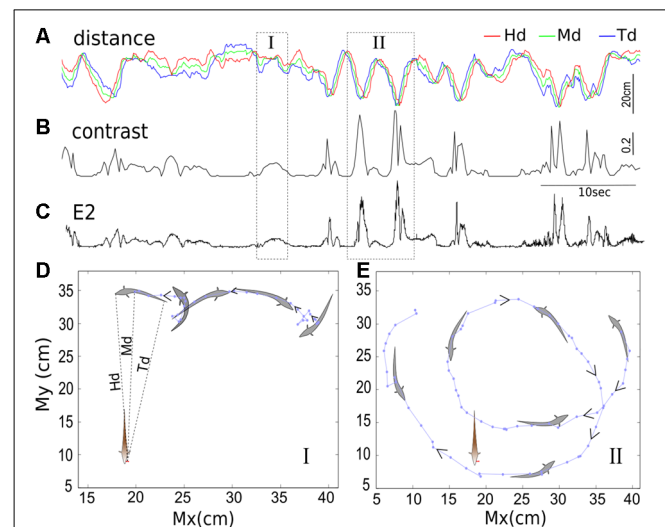 A distance I II Hd Md Td
20cm
B contrast
0.2
10sec
C E2
D E
My (cm)
35
30
25
20
15
10
5
Hd Md Td
I
14 20 25 30 35 40
Mx(cm)
35
30
25
20
15
10
5
II
5 10 15 20 25 30 35 40
Mx(cm)